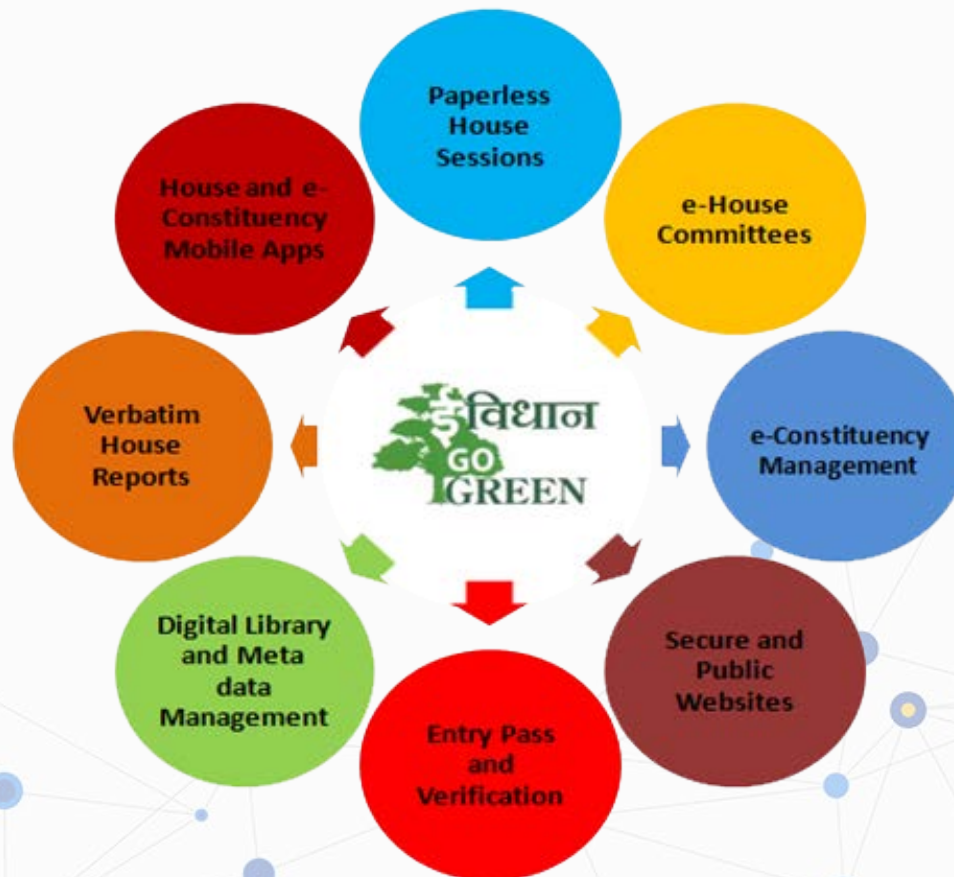 Paperless
House
Sessions
e-House
Committees
e-Constituency
Management
Secure and
Public
Websites
Entry Pass
and
Verification
Digital Library
and Meta
data
Management
Verbatim
House
Reports
House and e-
Constituency
Mobile Apps
ई विधान
GO
GREEN